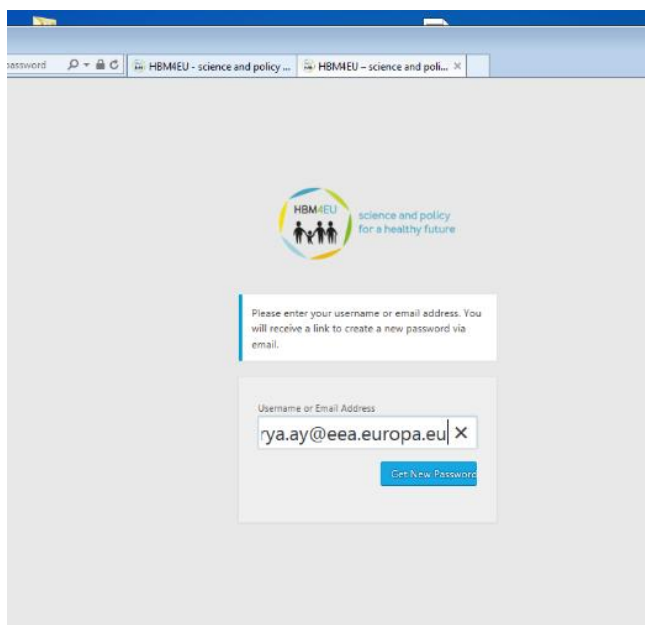 password
HBM4EU - science and policy ...
HBM4EU – science and poli...
HBM4EU
science and policy
for a healthy future
Please enter your username or email address. You
will receive a link to create a new password via
email.
Username or Email Address
rya.ay@eea.europa.eu
Get New Password